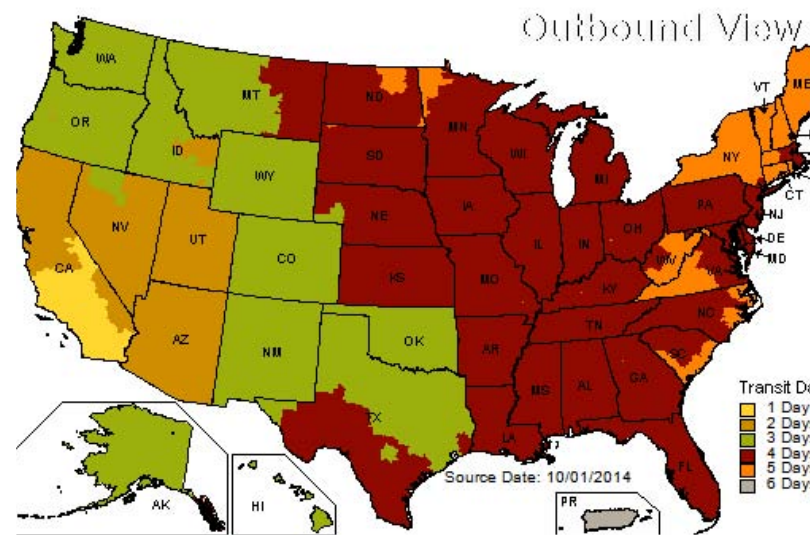 Outbound View
WA
MT
ND
MN
VT
ME
OR
ID
WY
SD
WI
MI
NY
CT
NV
UT
CO
NE
IA
IL
IN
OH
PA
NJ
DE
MD
CA
KS
MO
KY
WV
VA
AZ
NM
OK
AR
TN
NC
SC
TX
LA
MS
AL
GA
FL
AK
HI
PR
Source Date: 10/01/2014
Transit Da
1 Day
2 Day
3 Day
4 Day
5 Day
6 Day